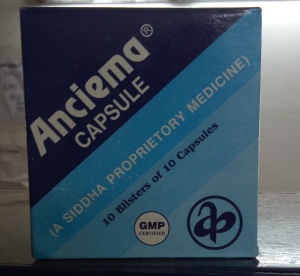 Anciema®
CAPSULE
(A SIDDHA PROPRIETORY MEDICINE)
10 Blisters of 10 Capsules
GMP
CERTIFIED